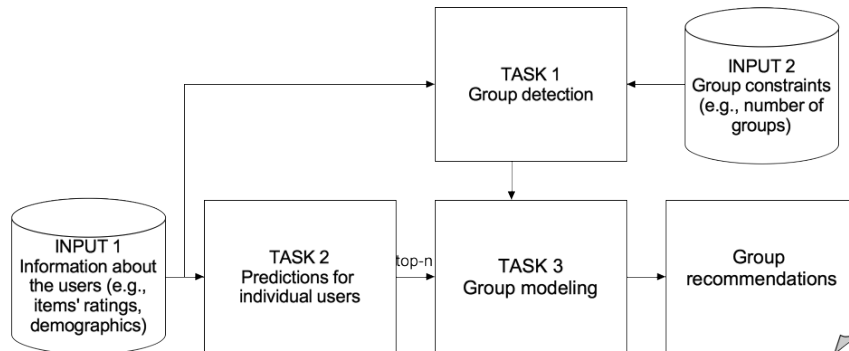 TASK 1
Group detection
INPUT 2
Group constraints
(e.g., number of
groups)
INPUT 1
Information about
the users (e.g.,
items' ratings,
demographics)
TASK 2
Predictions for
individual users
top-n
TASK 3
Group modeling
Group
recommendations